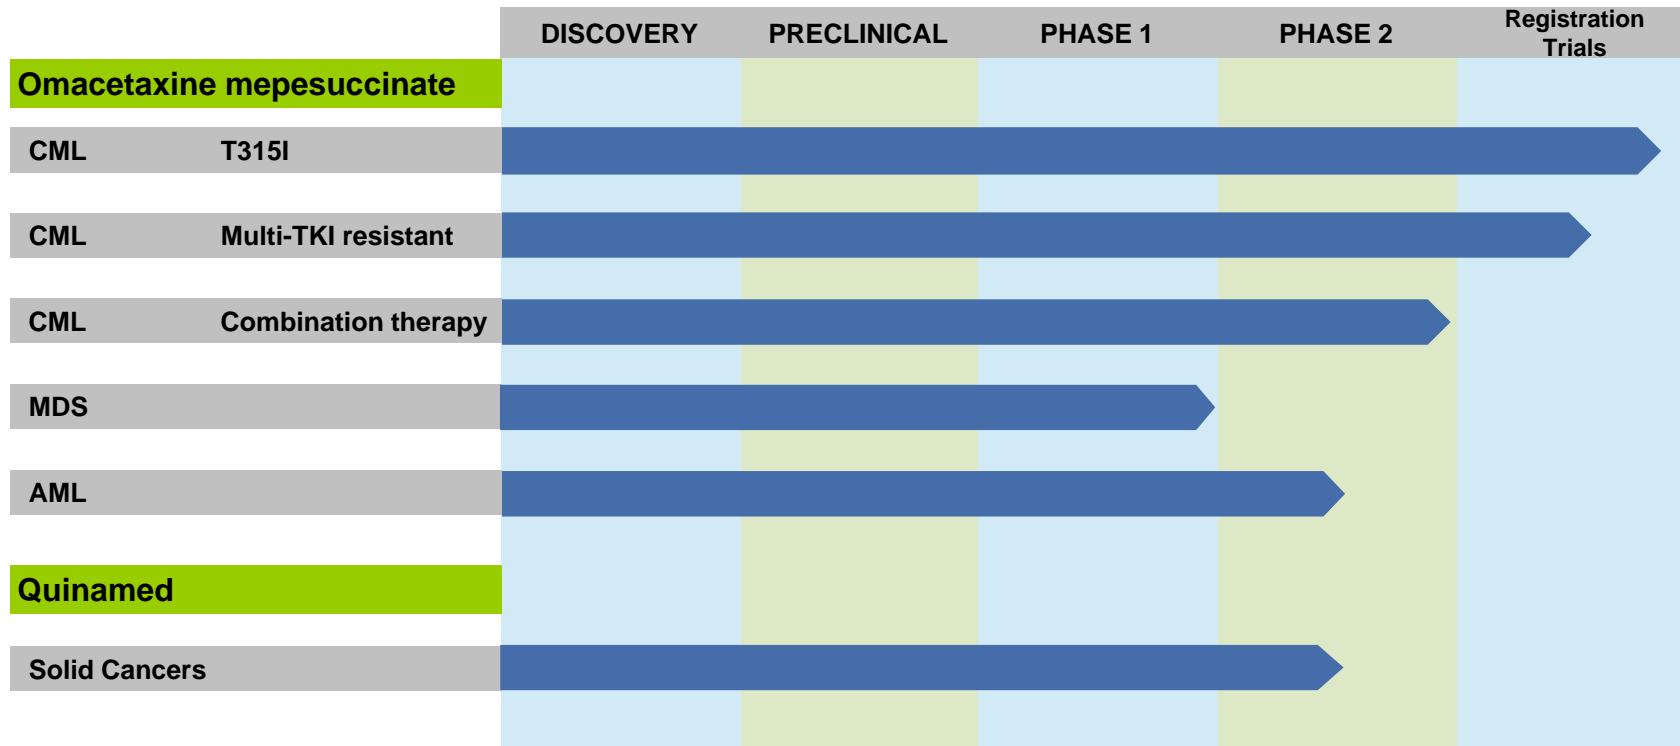 DISCOVERY PRECLINICAL PHASE 1 PHASE 2 Registration
Trials
Omacetaxine mepesuccinate
CML T315I
CML Multi-TKI resistant
CML Combination therapy
MDS
AML
Quinamed
Solid Cancers